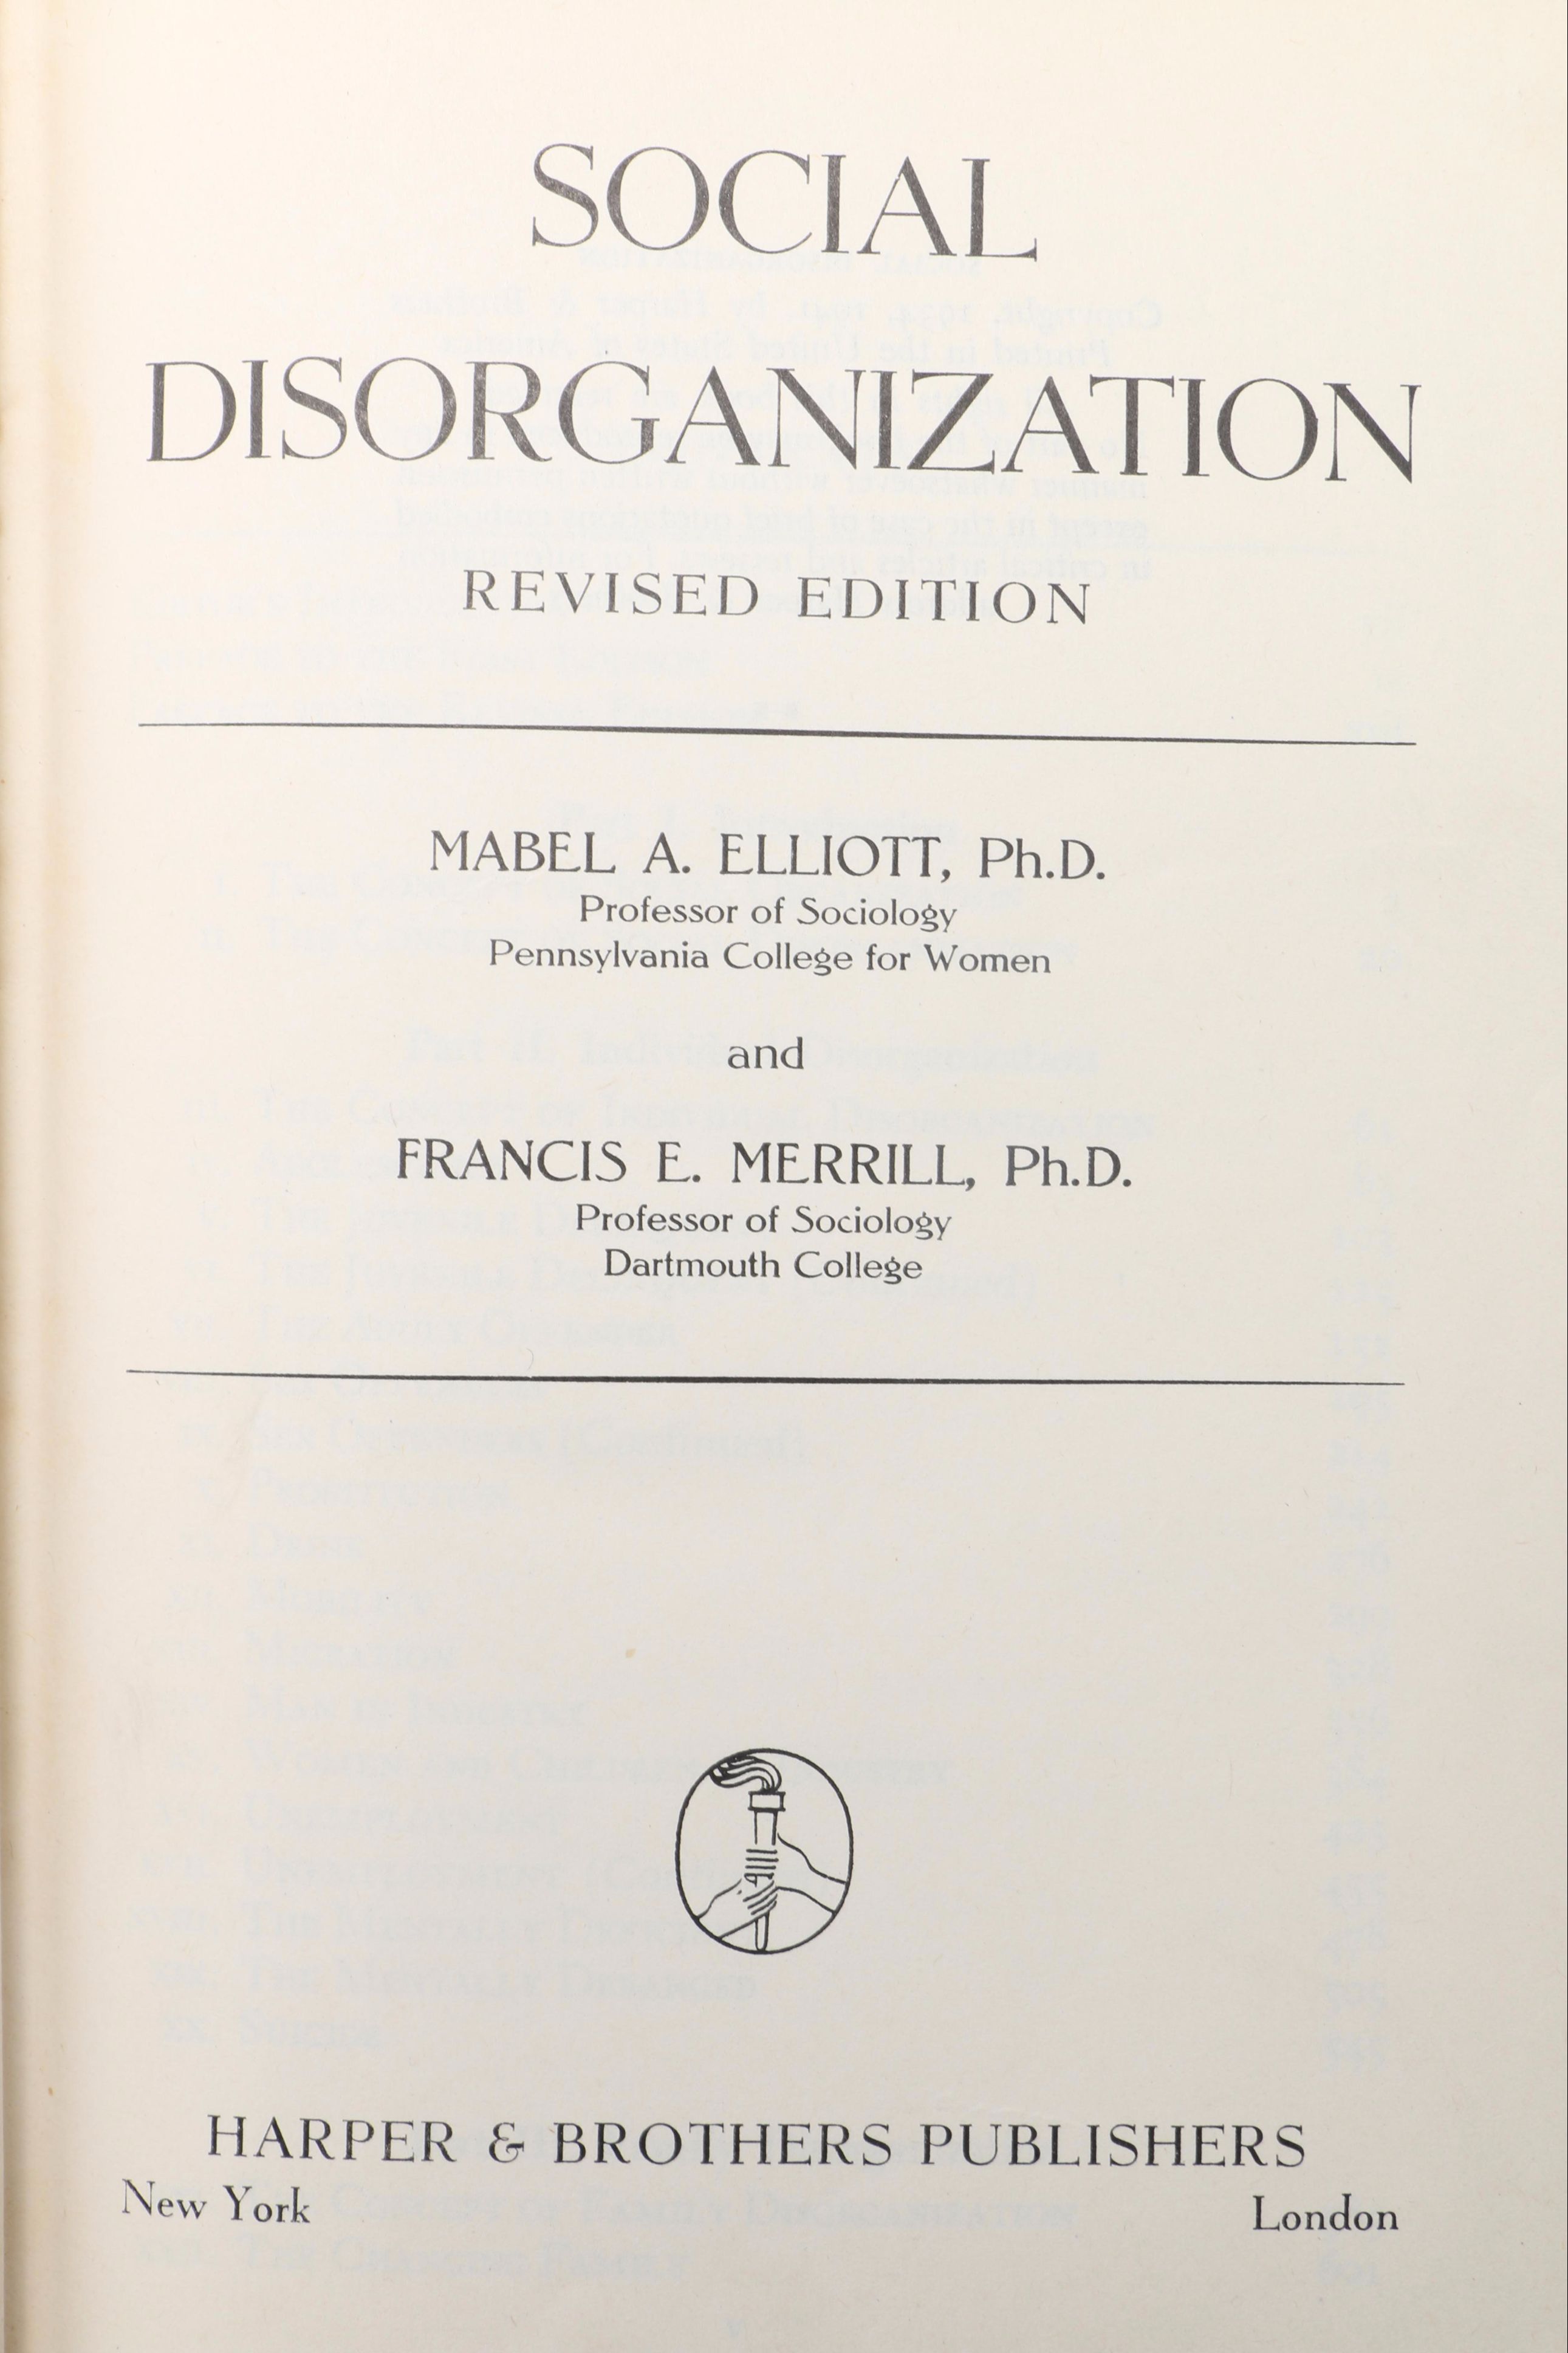 SOCIAL
DISORGANIZATION
REVISED EDITION
MABEL A. ELLIOTT, Ph.D.
Professor of Sociology
Pennsylvania College for Women
and
FRANCIS E. MERRILL, Ph.D.
Professor of Sociology
Dartmouth College
HARPER & BROTHERS PUBLISHERS
New York London